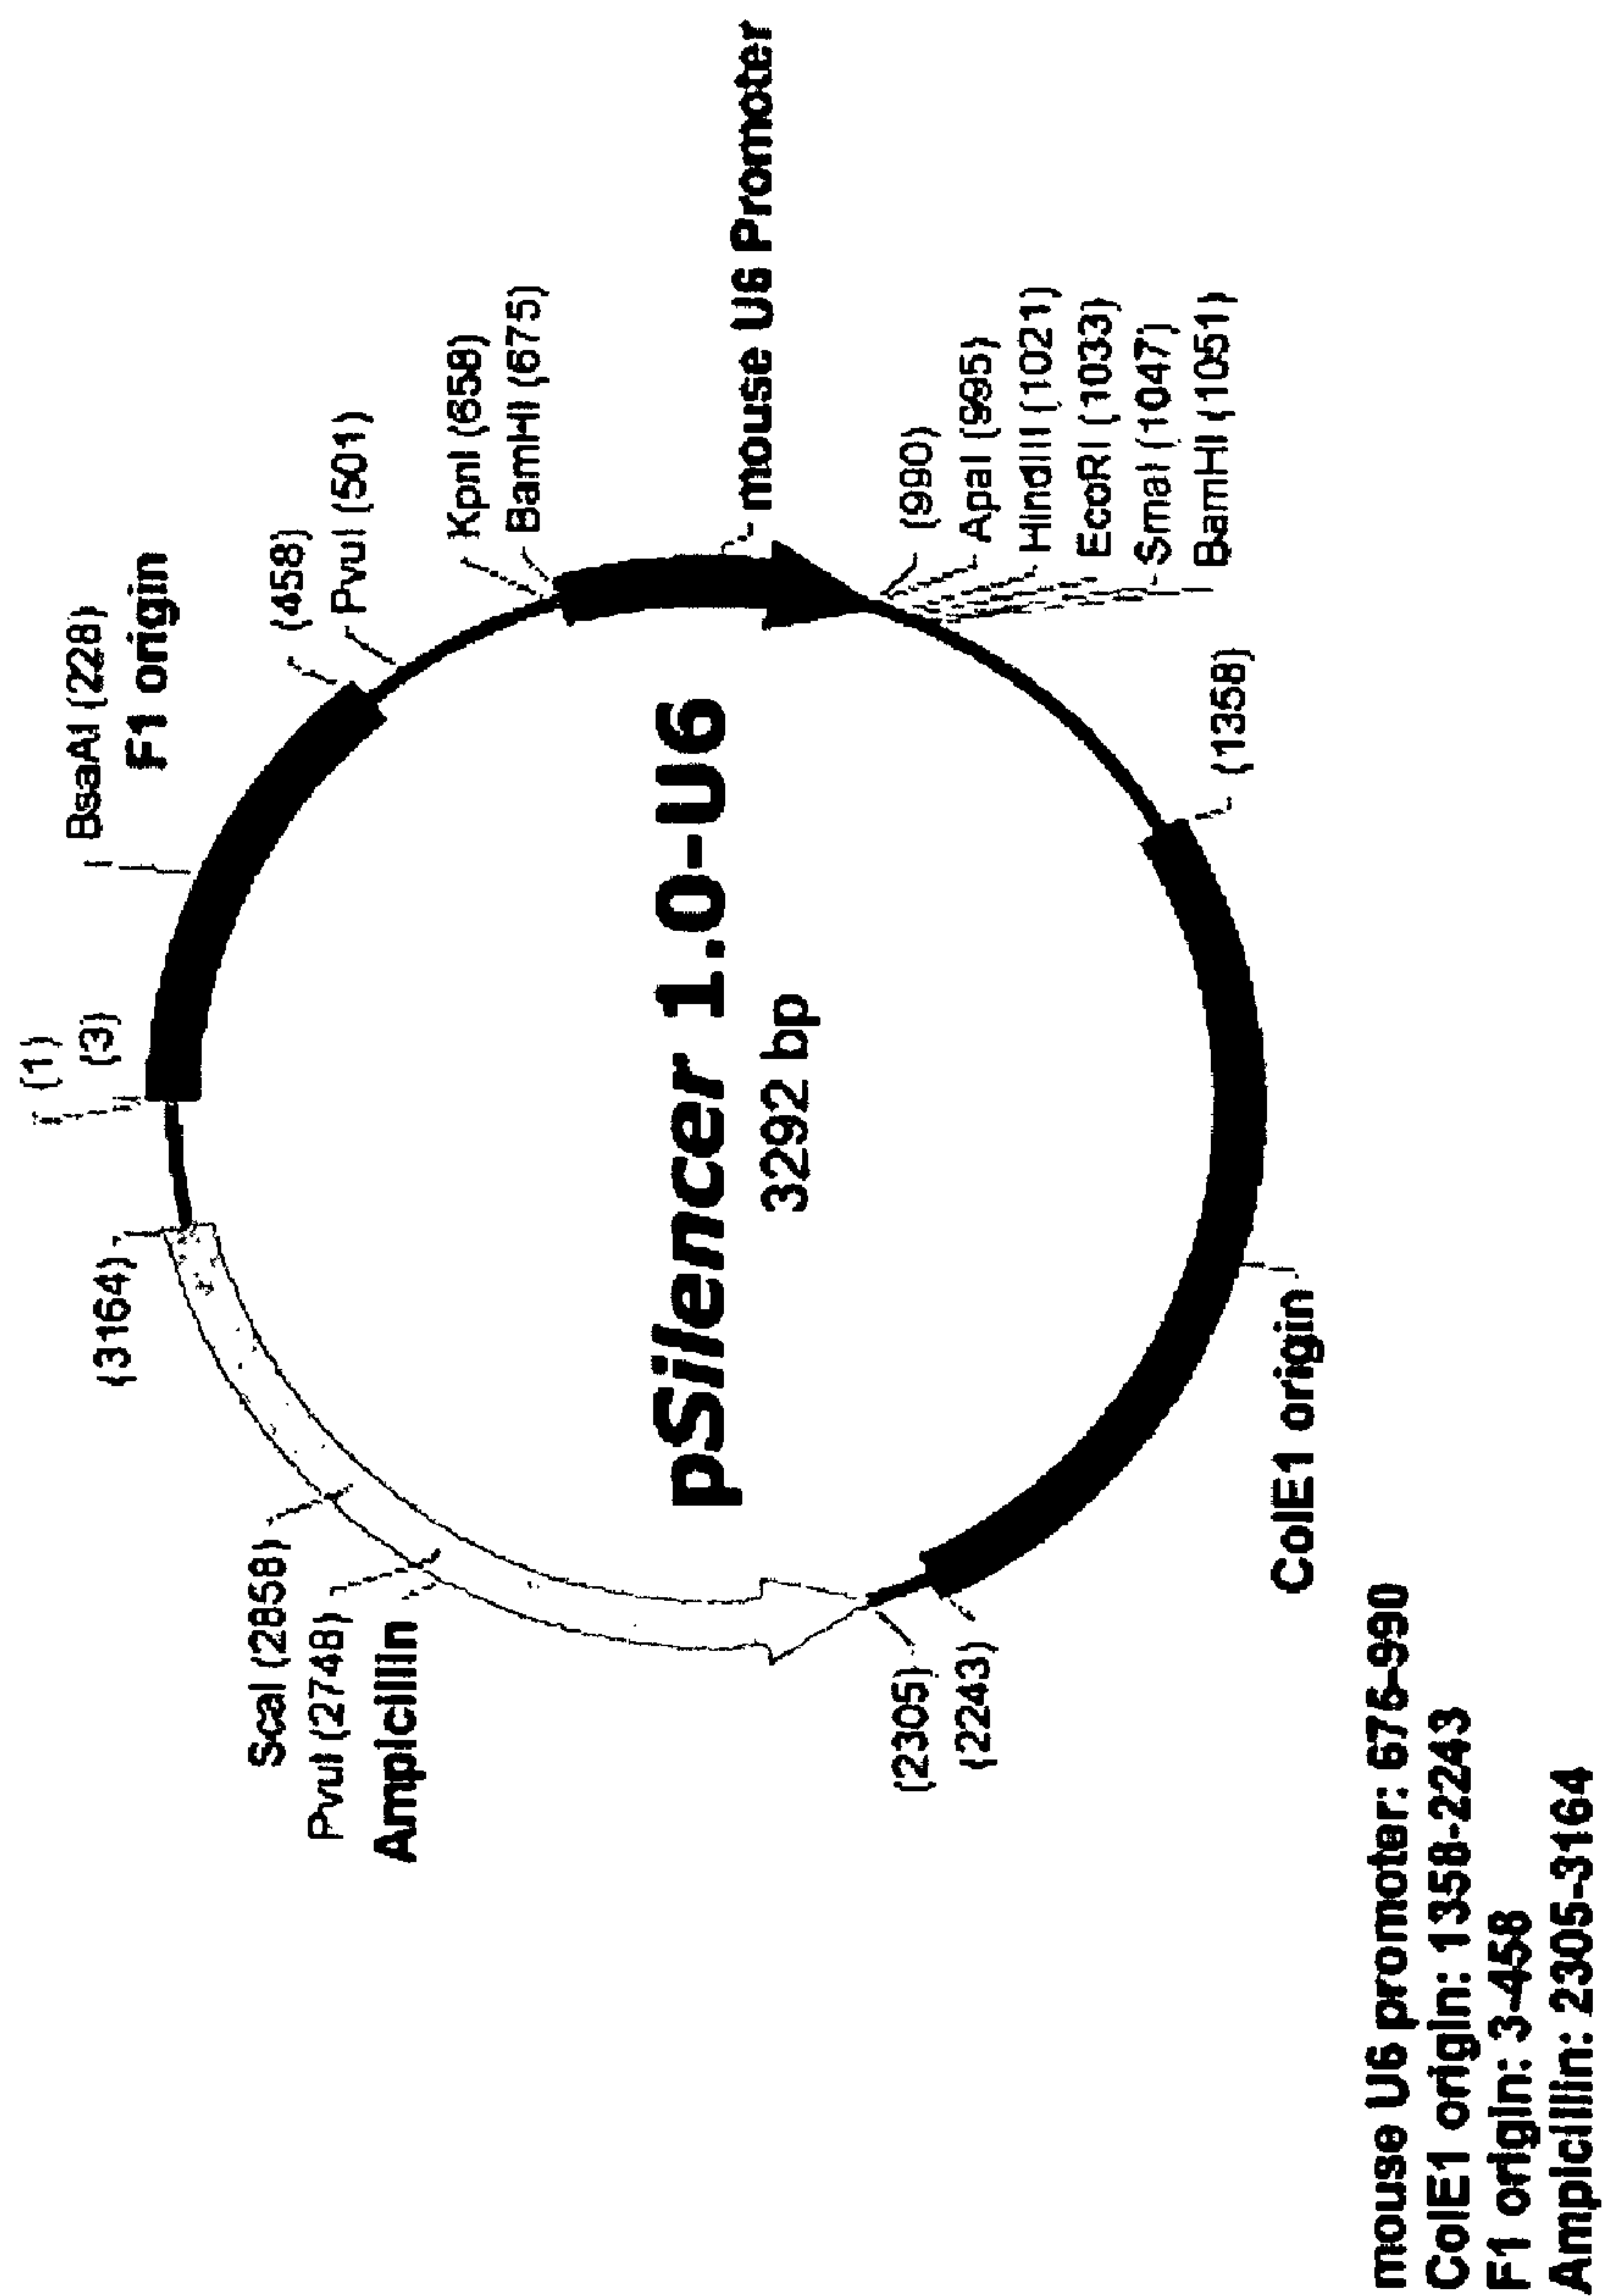 (1)
(3)
BsaAI (228)
F1 origin
(458)
PvuI (501)
KpnI (658)
BamHI (675)
mouse U6 Promoter
(990)
ApaI (995)
HindIII (1021)
EcoRI (1033)
SmaI (1047)
BamHI (1051)
(1358)
ColE1 origin
(2243)
(2305)
Ampicillin
PvuI (2748)
ScaI (2858)
(3164)
pSilencer 1.0-U6
3292 bp
mouse U6 promoter: 675-990
ColE1 origin: 1358-2243
F1 origin: 3-458
Ampicillin: 2305-3164